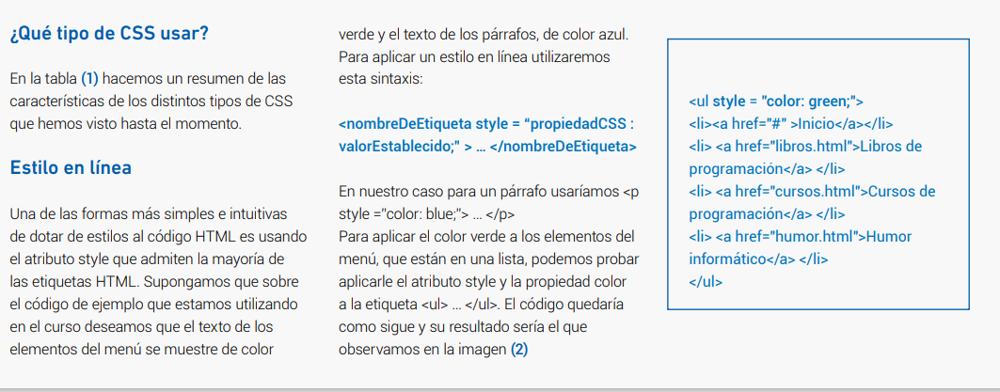 ¿Qué tipo de CSS usar?
En la tabla (1) hacemos un resumen de las
características de los distintos tipos de CSS
que hemos visto hasta el momento.
Estilo en línea
Una de las formas más simples e intuitivas
de dotar de estilos al código HTML es usando
el atributo style que admiten la mayoría de
las etiquetas HTML. Supongamos que sobre
el código de ejemplo que estamos utilizando
en el curso deseamos que el texto de los
elementos del menú se muestre de color
verde y el texto de los párrafos, de color azul.
Para aplicar un estilo en línea utilizaremos
esta sintaxis:
<nombreDeEtiqueta style = “propiedadCSS :
valorEstablecido;” > … </nombreDeEtiqueta>
En nuestro caso para un párrafo usaríamos <p
style =”color: blue;”> … </p>
Para aplicar el color verde a los elementos del
menú, que están en una lista, podemos probar
aplicarle el atributo style y la propiedad color
a la etiqueta <ul> … </ul>. El código quedaría
como sigue y su resultado sería el que
observamos en la imagen (2)
<ul style = "color: green;">
<li><a href="#" >Inicio</a></li>
<li> <a href="libros.html">Libros de
programación</a> </li>
<li> <a href="cursos.html">Cursos de
programación</a> </li>
<li> <a href="humor.html">Humor
informático</a> </li>
</ul>